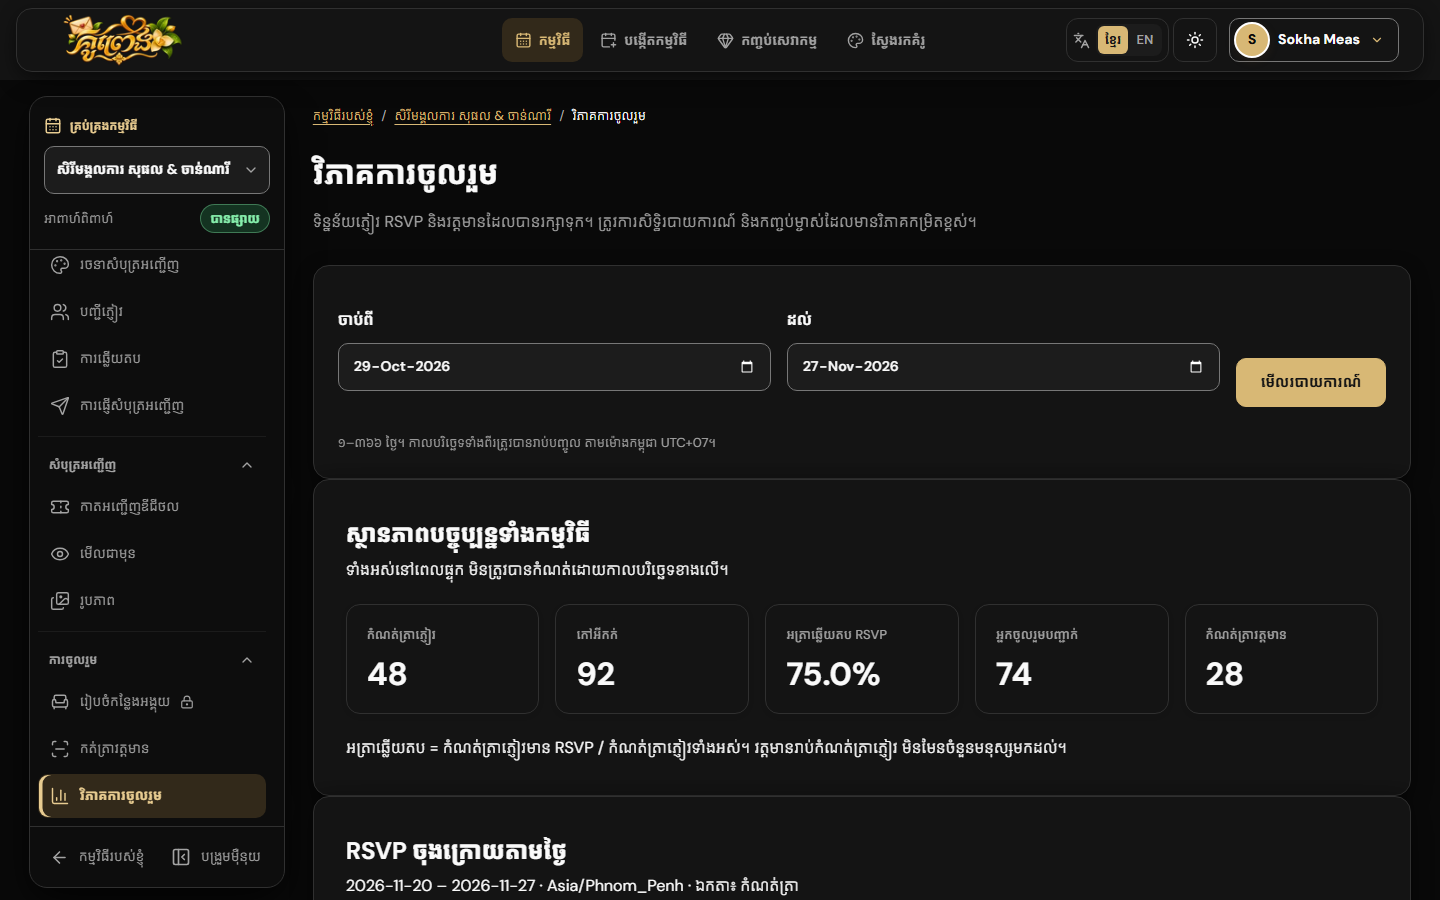 គូព្រេង
កម្មវិធី
បង្កើតកម្មវិធី
កញ្ចប់សេវាកម្ម
ស្វែងរកគំរូ
ខ្មែរ EN
S Sokha Meas
គ្រប់គ្រងកម្មវិធី
សិរីមង្គលការ សុផល & ចាន់ណារី
អាពាហ៍ពិពាហ៍ បានផ្សាយ
រចនាសំបុត្រអញ្ជើញ
បញ្ជីភ្ញៀវ
ការឆ្លើយតប
ការផ្ញើសំបុត្រអញ្ជើញ
សំបុត្រអញ្ជើញ
កាតអញ្ជើញឌីជីថល
មើលជាមុន
រូបភាព
ការចូលរួម
រៀបចំកន្លែងអង្គុយ
កត់ត្រាវត្តមាន
វិភាគការចូលរួម
កម្មវិធីរបស់ខ្ញុំ បង្រួមម៉ឺនុយ
កម្មវិធីរបស់ខ្ញុំ / សិរីមង្គលការ សុផល & ចាន់ណារី / វិភាគការចូលរួម
វិភាគការចូលរួម
ទិន្នន័យភ្ញៀវ RSVP និងវត្តមានដែលបានរក្សាទុក។ ត្រូវការសិទ្ធិរបាយការណ៍ និងកញ្ចប់ម្ចាស់ដែលមានវិភាគកម្រិតខ្ពស់។
ចាប់ពី
29-Oct-2026
ដល់
27-Nov-2026
មើលរបាយការណ៍
១–៣៦៦ ថ្ងៃ។ កាលបរិច្ឆេទទាំងពីរត្រូវបានរាប់បញ្ចូល តាមម៉ោងកម្ពុជា UTC+07។
ស្ថានភាពបច្ចុប្បន្នទាំងកម្មវិធី
ទាំងអស់នៅពេលផ្ទុក មិនត្រូវបានកំណត់ដោយកាលបរិច្ឆេទខាងលើ។
កំណត់ត្រាភ្ញៀវ
48
កៅអីកក់
92
អត្រាឆ្លើយតប RSVP
75.0%
អ្នកចូលរួមបញ្ជាក់
74
កំណត់ត្រាវត្តមាន
28
អត្រាឆ្លើយតប = កំណត់ត្រាភ្ញៀវមាន RSVP / កំណត់ត្រាភ្ញៀវទាំងអស់។ វត្តមានរាប់កំណត់ត្រាភ្ញៀវ មិនមែនចំនួនមនុស្សមកដល់។
RSVP ចុងក្រោយតាមថ្ងៃ
2026-11-20 – 2026-11-27 · Asia/Phnom_Penh · ឯកតា៖ កំណត់ត្រា